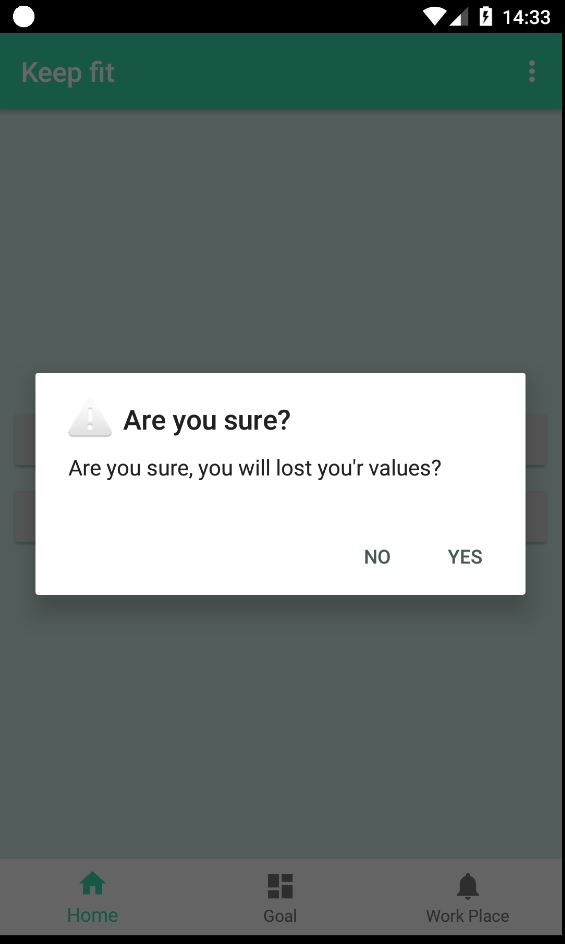 14:33
Keep fit
Are you sure?
Are you sure, you will lost you'r values?
NO YES
Home Goal Work Place